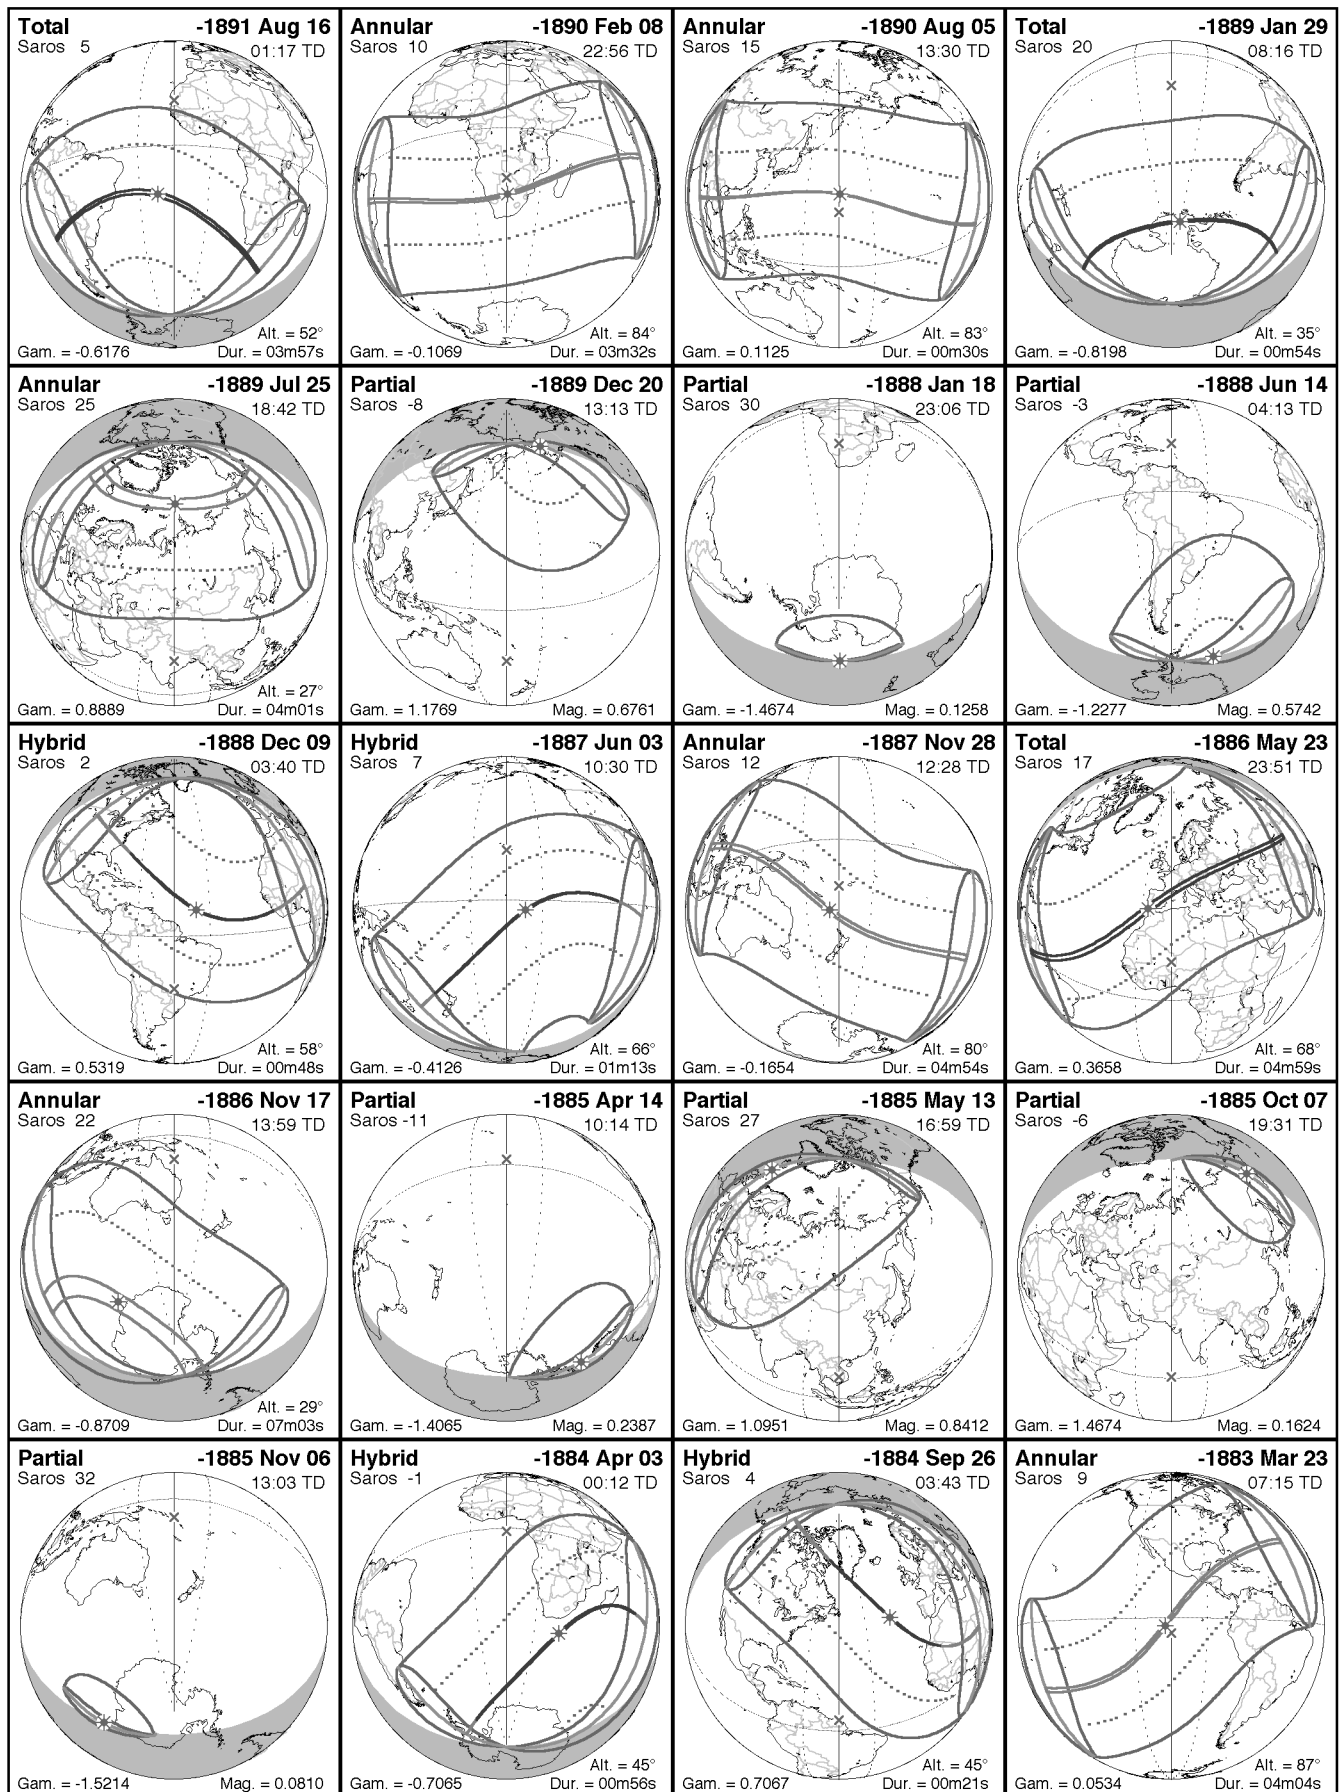 Total -1891 Aug 16
Saros 5 01:17 TD
Alt. = 52°
Gam. = -0.6176 Dur. = 03m57s
Annular -1890 Feb 08
Saros 10 22:56 TD
Alt. = 84°
Gam. = -0.1069 Dur. = 03m32s
Annular -1890 Aug 05
Saros 15 13:30 TD
Alt. = 83°
Gam. = 0.1125 Dur. = 00m30s
Total -1889 Jan 29
Saros 20 08:16 TD
Alt. = 35°
Gam. = -0.8198 Dur. = 00m54s
Annular -1889 Jul 25
Saros 25 18:42 TD
Alt. = 27°
Gam. = 0.8889 Dur. = 04m01s
Partial -1889 Dec 20
Saros -8 13:13 TD
Gam. = 1.1769 Mag. = 0.6761
Partial -1888 Jan 18
Saros 30 23:06 TD
Gam. = -1.4674 Mag. = 0.1258
Partial -1888 Jun 14
Saros -3 04:13 TD
Gam. = -1.2277 Mag. = 0.5742
Hybrid -1888 Dec 09
Saros 2 03:40 TD
Alt. = 58°
Gam. = 0.5319 Dur. = 00m48s
Hybrid -1887 Jun 03
Saros 7 10:30 TD
Alt. = 66°
Gam. = -0.4126 Dur. = 01m13s
Annular -1887 Nov 28
Saros 12 12:28 TD
Alt. = 80°
Gam. = -0.1654 Dur. = 04m54s
Total -1886 May 23
Saros 17 23:51 TD
Alt. = 68°
Gam. = 0.3658 Dur. = 04m59s
Annular -1886 Nov 17
Saros 22 13:59 TD
Alt. = 29°
Gam. = -0.8709 Dur. = 07m03s
Partial -1885 Apr 14
Saros -11 10:14 TD
Gam. = -1.4065 Mag. = 0.2387
Partial -1885 May 13
Saros 27 16:59 TD
Gam. = 1.0951 Mag. = 0.8412
Partial -1885 Oct 07
Saros -6 19:31 TD
Gam. = 1.4674 Mag. = 0.1624
Partial -1885 Nov 06
Saros 32 13:03 TD
Gam. = -1.5214 Mag. = 0.0810
Hybrid -1884 Apr 03
Saros -1 00:12 TD
Alt. = 45°
Gam. = -0.7065 Dur. = 00m56s
Hybrid -1884 Sep 26
Saros 4 03:43 TD
Alt. = 45°
Gam. = 0.7067 Dur. = 00m21s
Annular -1883 Mar 23
Saros 9 07:15 TD
Alt. = 87°
Gam. = 0.0534 Dur. = 04m04s